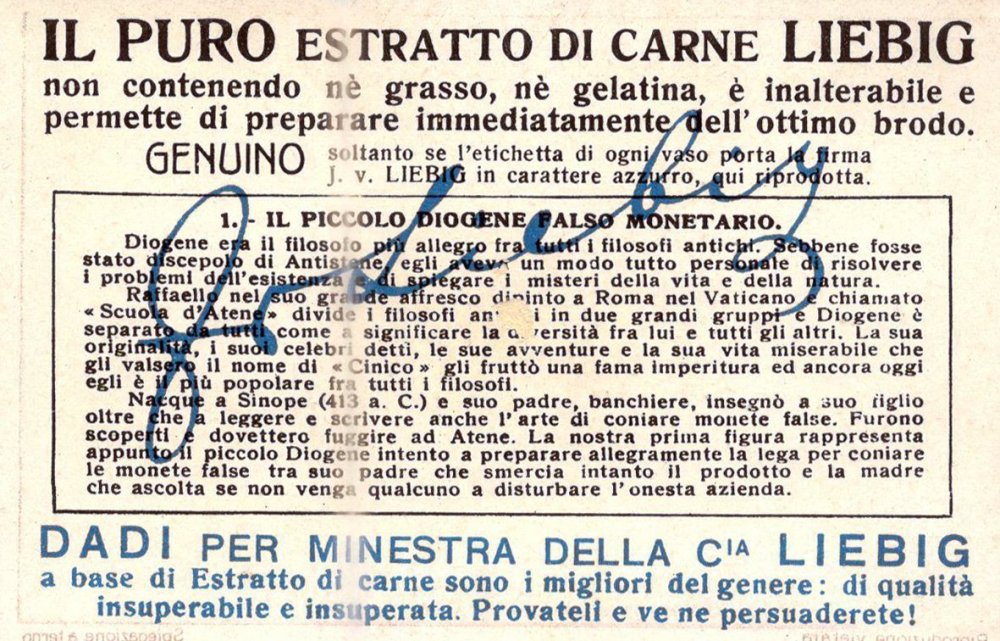 IL PURO ESTRATTO DI CARNE LIEBIG
non contenendo nè grasso, nè gelatina, è inalterabile e
permette di preparare immediatamente dell'ottimo brodo.
GENUINO soltanto se l'etichetta di ogni vaso porta la firma
J. v. LIEBIG in carattere azzurro, qui riprodotta.
1. - IL PICCOLO DIOGENE FALSO MONETARIO.
Diogene era il filosofo più allegro fra tutti i filosofi antichi. Sebbene fosse
stato discepolo di Antistene, egli aveva un modo tutto personale di risolvere
i problemi dell'esistenza e di spiegare i misteri della vita e della natura.
Raffaello nel suo grande affresco dipinto a Roma nel Vaticano e chiamato
«Scuola d'Atene» divide i filosofi antichi in due grandi gruppi e Diogene è
separato da tutti come a significare la diversità fra lui e tutti gli altri. La sua
originalità, i suoi celebri detti, le sue avventure e la sua vita miserabile che
gli valsero il nome di «Cinico» gli fruttò una fama imperitura ed ancora oggi
egli è il più popolare fra tutti i filosofi.
Nacque a Sinope (413 a. C.) e suo padre, banchiere, insegnò a suo figlio
oltre che a leggere e scrivere anche l'arte di coniare monete false. Furono
scoperti e dovettero fuggire ad Atene. La nostra prima figura rappresenta
appunto il piccolo Diogene intento a preparare allegramente la lega per coniare
le monete false tra suo padre che smercia intanto il prodotto e la madre
che ascolta se non venga qualcuno a disturbare l'onesta azienda.
JvLiebig
DADI PER MINESTRA DELLA Cᴵᴬ LIEBIG
a base di Estratto di carne sono i migliori del genere: di qualità
insuperabile e insuperata. Provateli e ve ne persuaderete!
Spiegazione a tergo
Riproduzione vietata